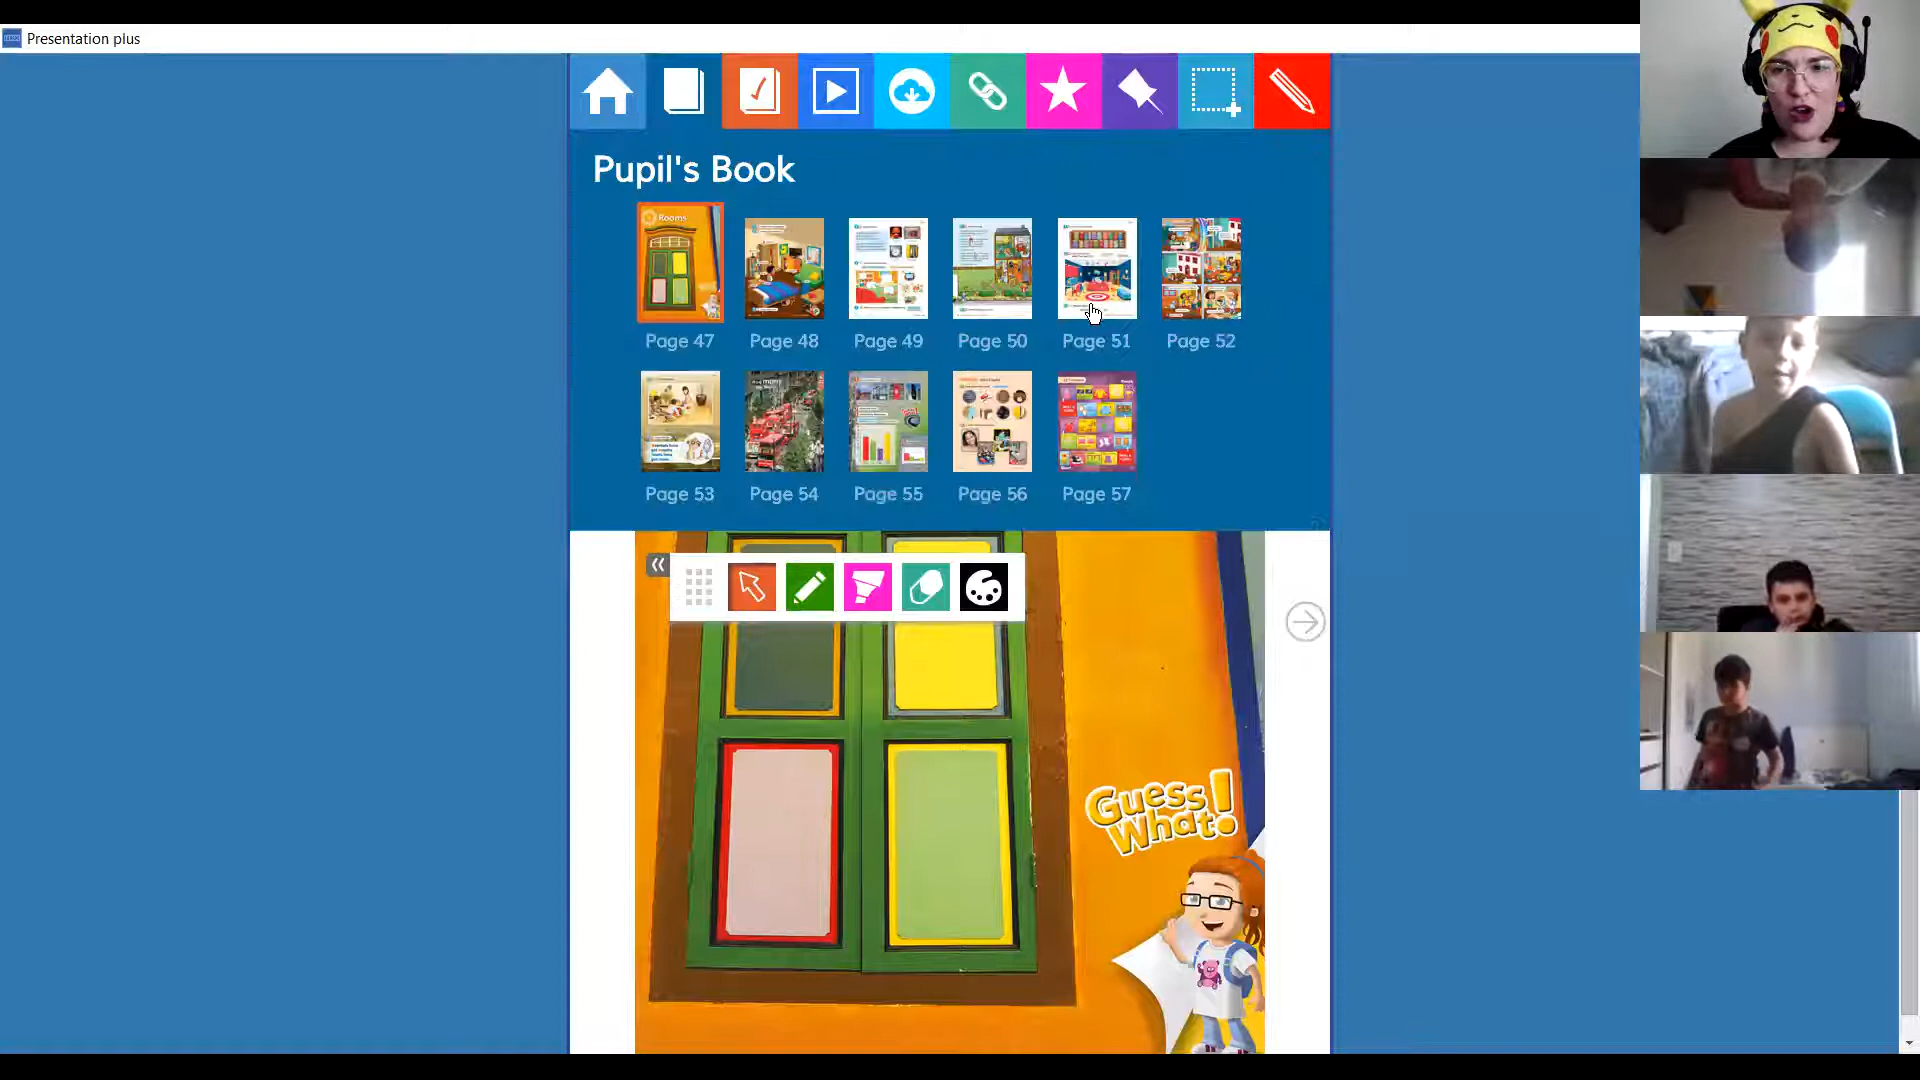 Presentation plus
Pupil's Book
Rooms
Page 47
Page 48
Page 49
Page 50
Page 51
Page 52
Page 53
Page 54
Page 55
Page 56
Page 57
Guess
What!